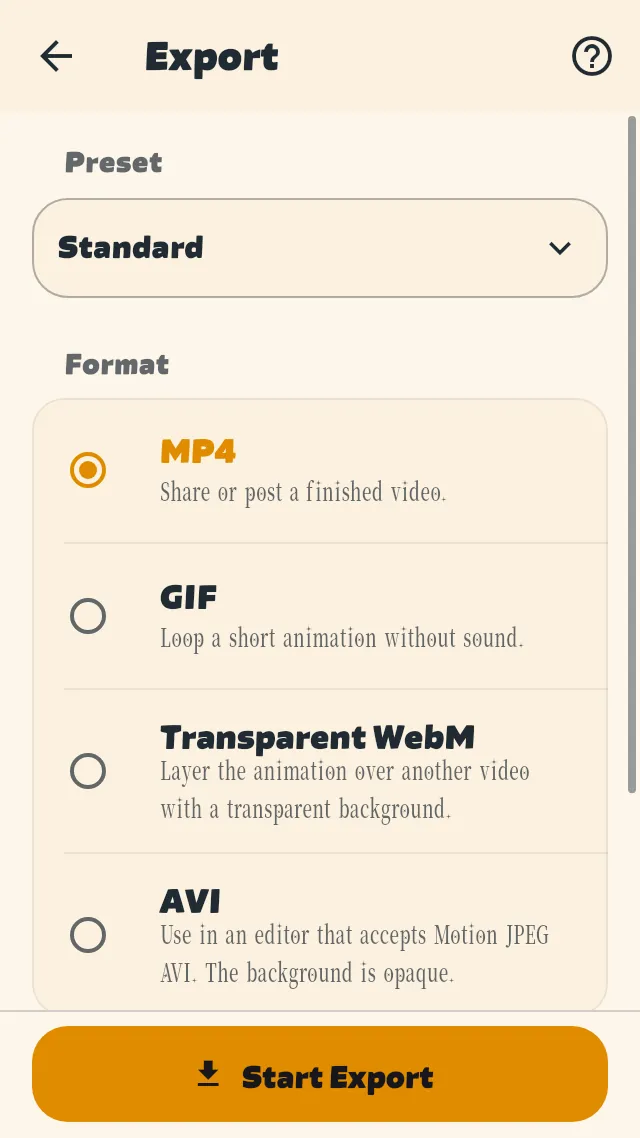 Export
Preset
Standard
Format
MP4
Share or post a finished video.
GIF
Loop a short animation without sound.
Transparent WebM
Layer the animation over another video
with a transparent background.
AVI
Use in an editor that accepts Motion JPEG
AVI. The background is opaque.
Start Export